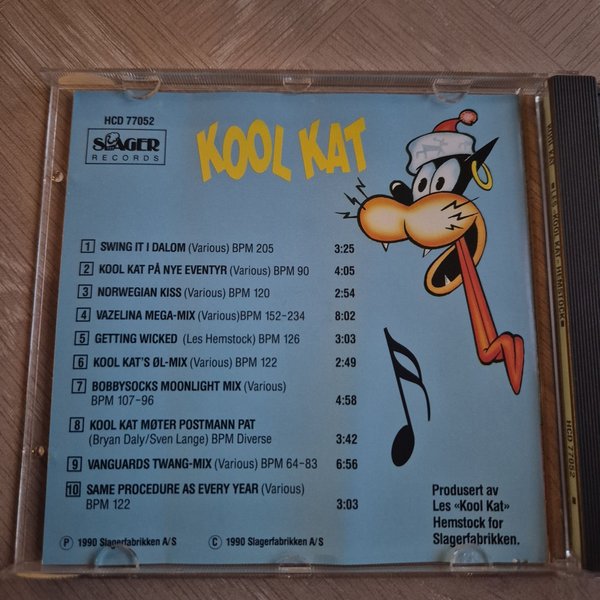 HCD 77052
SLAGER
RECORDS
KOOL KAT
1 SWING IT I DALOM (Various) BPM 205 3:25
2 KOOL KAT PÅ NYE EVENTYR (Various) BPM 90 4:05
3 NORWEGIAN KISS (Various) BPM 120 2:54
4 VAZELINA MEGA-MIX (Various) BPM 152-234 8:02
5 GETTING WICKED (Les Hemstock) BPM 126 3:03
6 KOOL KAT'S ØL-MIX (Various) BPM 122 2:49
7 BOBBYSOCKS MOONLIGHT MIX (Various)
BPM 107-96 4:58
8 KOOL KAT MØTER POSTMANN PAT
(Bryan Daly/Sven Lange) BPM Diverse 3:42
9 VANGUARDS TWANG-MIX (Various) BPM 64-83 6:56
10 SAME PROCEDURE AS EVERY YEAR (Various)
BPM 122 3:03
Produsert av
Les «Kool Kat»
Hemstock for
Slagerfabrikken.
Ⓟ 1990 Slagerfabrikken A/S © 1990 Slagerfabrikken A/S
HCD 77052